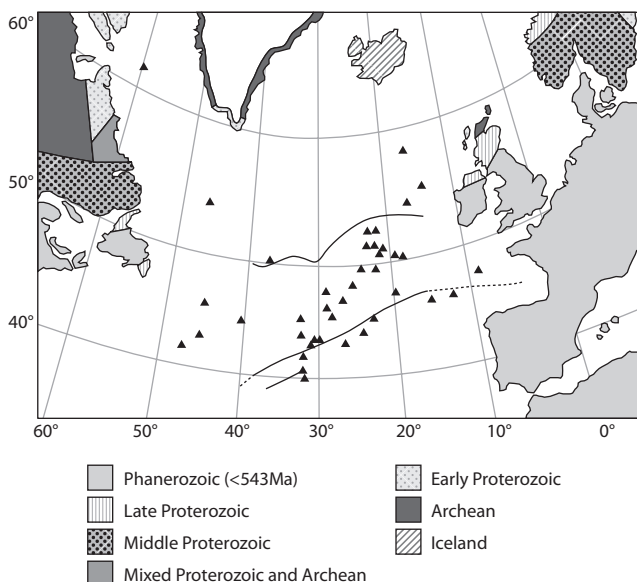 60°
50°
40°
60°
50°
40°
30°
20°
10°
0°
Phanerozoic (<543Ma)
Late Proterozoic
Middle Proterozoic
Mixed Proterozoic and Archean
Early Proterozoic
Archean
Iceland